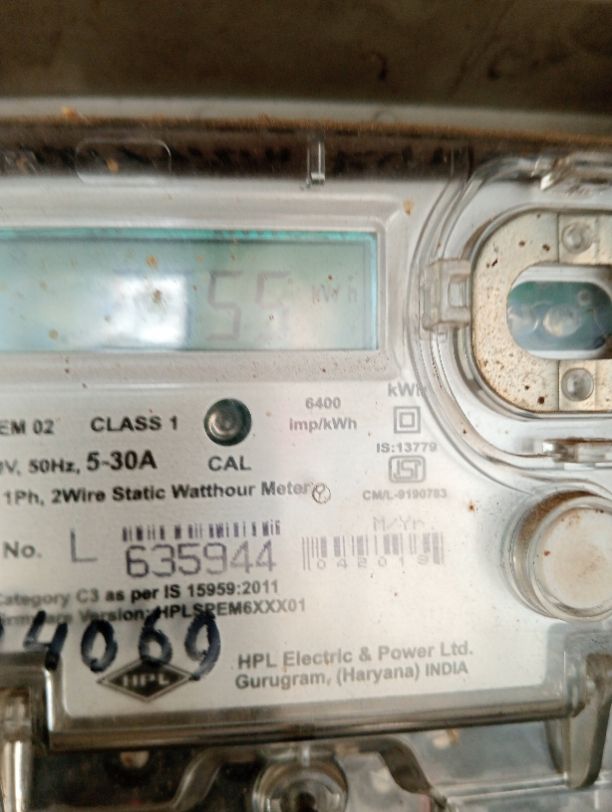 kWh
EM 02 CLASS 1
6400
imp/kWh
kWh
V, 50Hz, 5-30A CAL
IS:13779
1Ph, 2Wire Static Watthour Meter
CM/L-9190783
No. L 635944
M/Yr
042019
Category C3 as per IS 15959:2011
Firmware Version: HPLSPEM6XXX01
4069
HPL
HPL Electric & Power Ltd.
Gurugram, (Haryana) INDIA